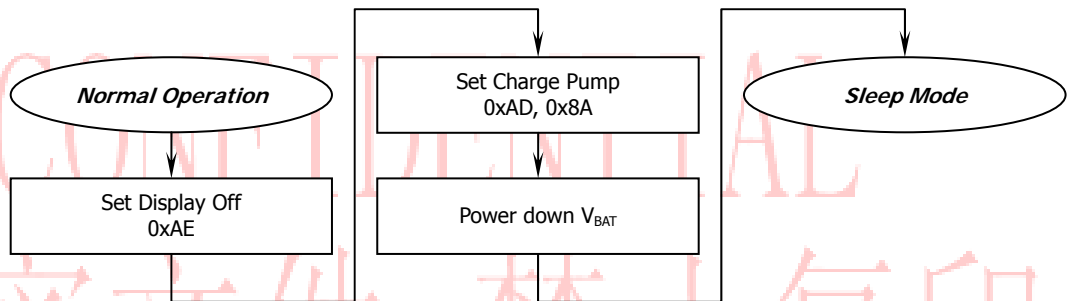 CONFIDENTIAL
Normal Operation
Set Display Off
0xAE
Set Charge Pump
0xAD, 0x8A
Power down VBAT
Sleep Mode